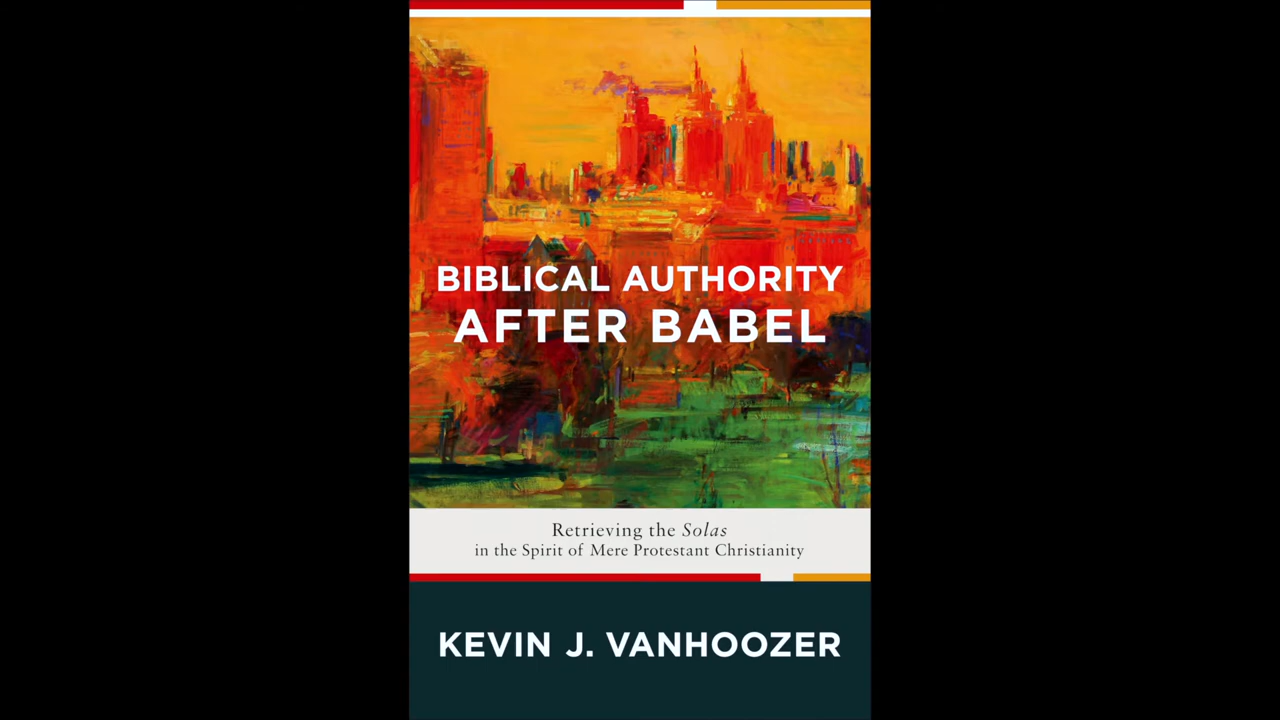 BIBLICAL AUTHORITY
AFTER BABEL
Retrieving the Solas
in the Spirit of Mere Protestant Christianity
KEVIN J. VANHOOZER